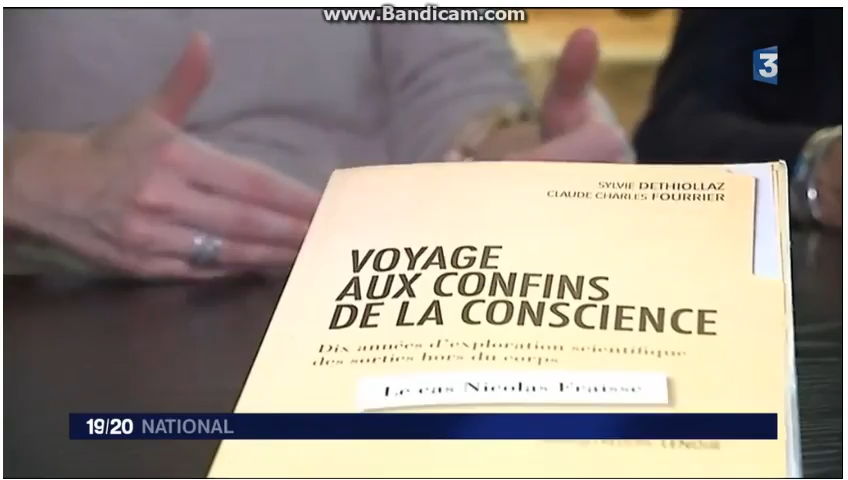 www.Bandicam.com
3
SYLVIE DETHIOLLAZ
CLAUDE CHARLES FOURRIER
VOYAGE
AUX CONFINS
DE LA CONSCIENCE
Dix années d'exploration scientifique
des sorties hors du corps
Le cas Nicolas Fraisse
19/20 NATIONAL
LENOIR